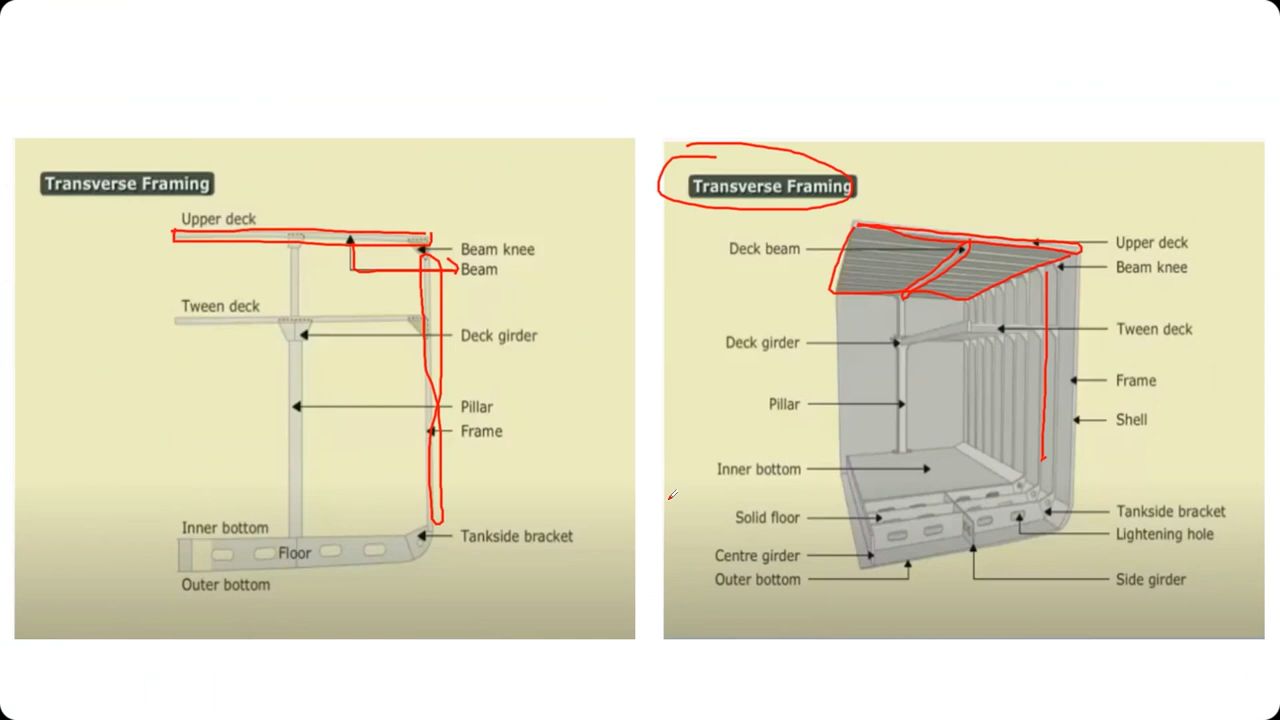 Transverse Framing
Upper deck
Beam knee
Beam
Tween deck
Deck girder
Pillar
Frame
Inner bottom
Floor
Tankside bracket
Outer bottom
Transverse Framing
Deck beam
Upper deck
Beam knee
Tween deck
Deck girder
Frame
Pillar
Shell
Inner bottom
Solid floor
Tankside bracket
Lightening hole
Centre girder
Outer bottom
Side girder